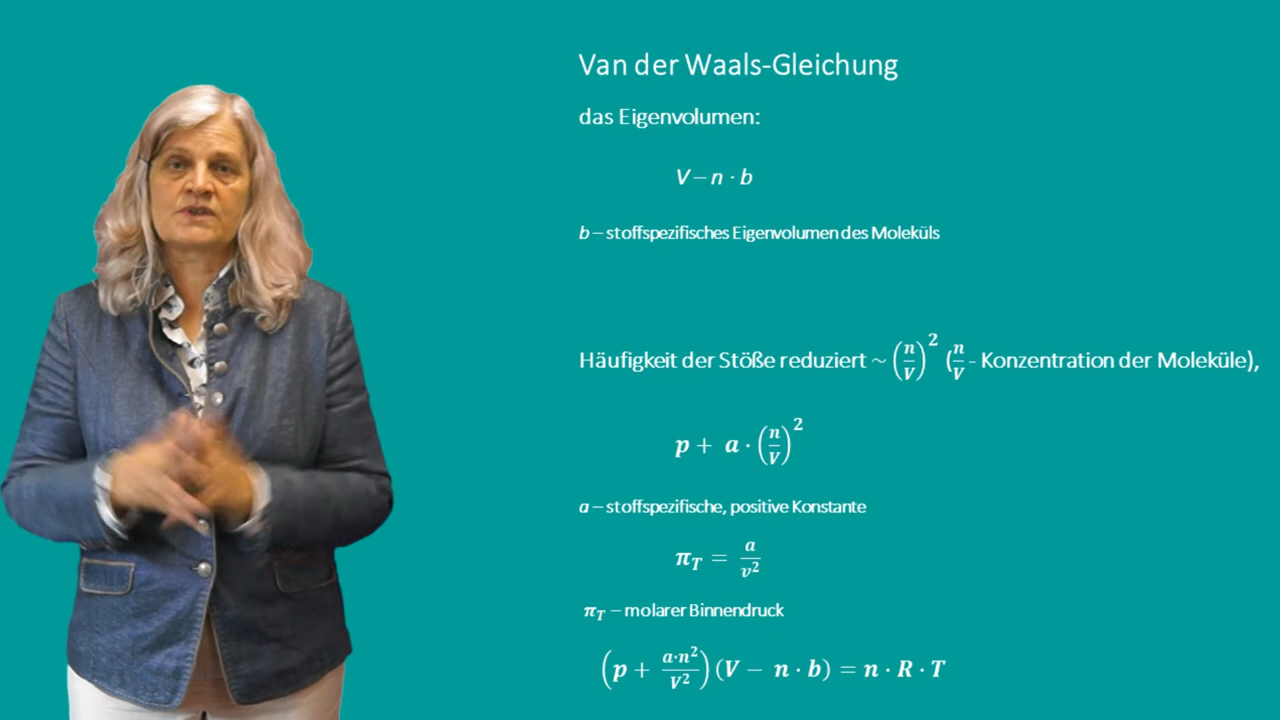 Van der Waals-Gleichung
das Eigenvolumen:
V – n · b
b – stoffspezifisches Eigenvolumen des Moleküls
Häufigkeit der Stöße reduziert ~ (n/V)² (n/V - Konzentration der Moleküle),
p + a · (n/V)²
a – stoffspezifische, positive Konstante
π_T = a/v²
π_T – molarer Binnendruck
(p + a·n²/V²)(V − n · b) = n · R · T